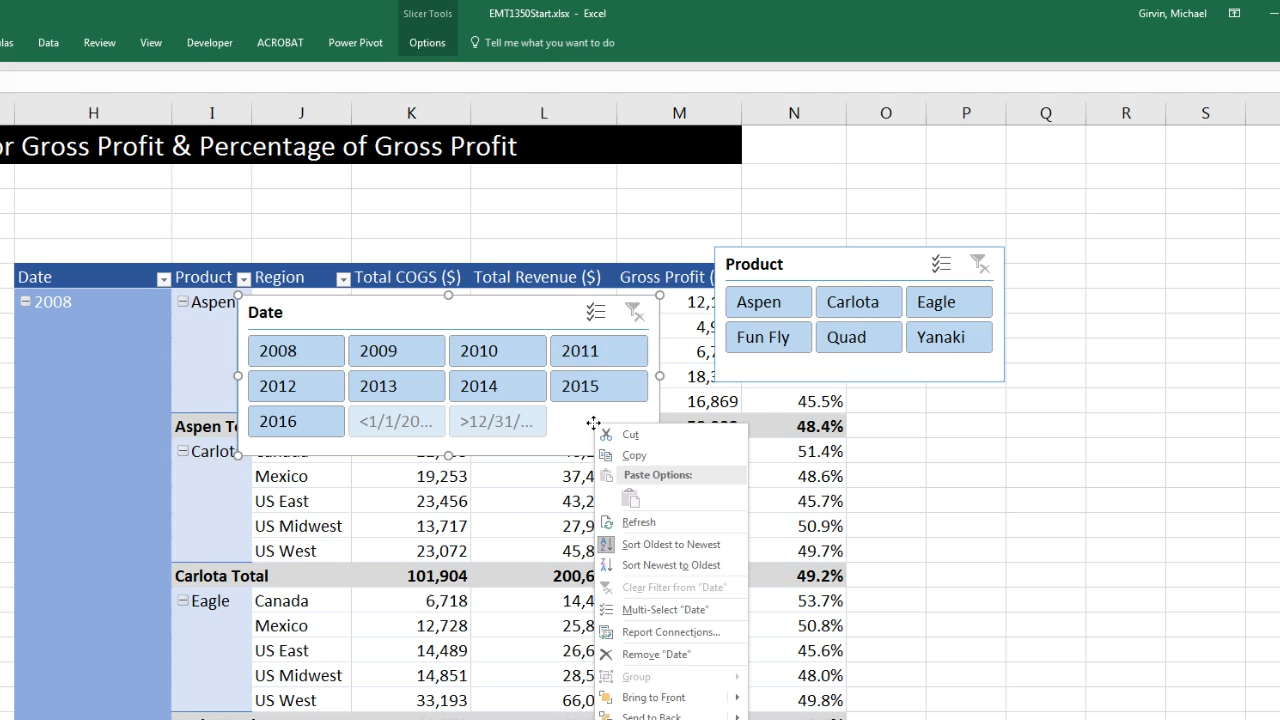 Slicer Tools
EMT1350Start.xlsx - Excel
Girvin, Michael
ulas Data Review View Developer ACROBAT Power Pivot Options Tell me what you want to do
H I J K L M N O P Q R S
or Gross Profit & Percentage of Gross Profit
Date Product Region Total COGS ($) Total Revenue ($) Gross Profit (
2008 Aspen 12,1
4,9
6,7
18,3
16,869 45.5%
Aspen To 48.4%
Carlota 51.4%
Mexico 19,253 37,4 48.6%
US East 23,456 43,2 45.7%
US Midwest 13,717 27,9 50.9%
US West 23,072 45,8 49.7%
Carlota Total 101,904 200,6 49.2%
Eagle Canada 6,718 14,4 53.7%
Mexico 12,728 25,8 50.8%
US East 14,489 26,6 45.6%
US Midwest 14,851 28,5 48.0%
US West 33,193 66,0 49.8%
Date
2008 2009 2010 2011
2012 2013 2014 2015
2016 <1/1/20... >12/31/...
Product
Aspen Carlota Eagle
Fun Fly Quad Yanaki
Cut
Copy
Paste Options:
Refresh
Sort Oldest to Newest
Sort Newest to Oldest
Clear Filter from "Date"
Multi-Select "Date"
Report Connections...
Remove "Date"
Group
Bring to Front
Send to Back